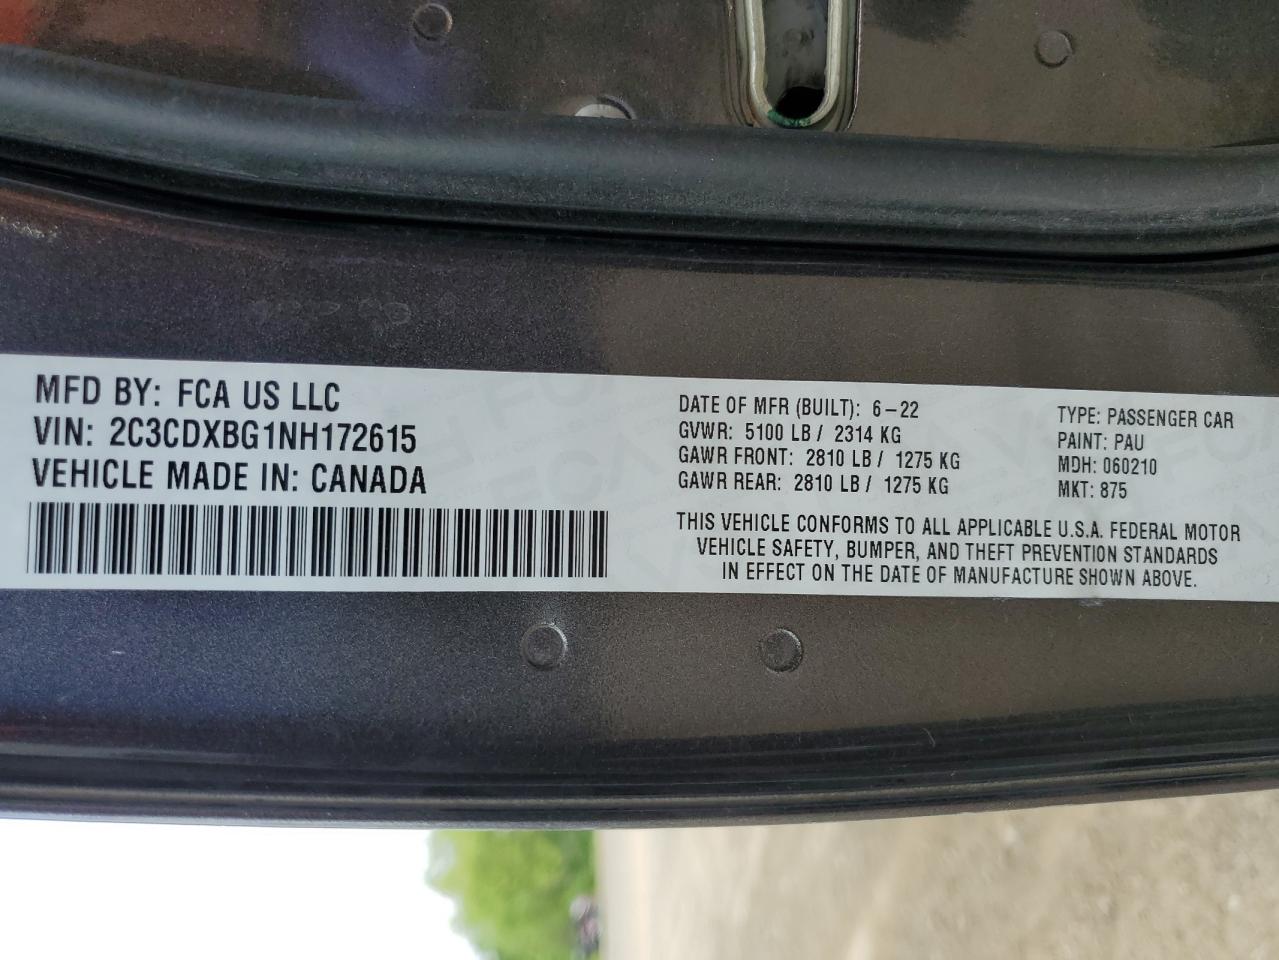 MFD BY: FCA US LLC
VIN: 2C3CDXBG1NH172615
VEHICLE MADE IN: CANADA
DATE OF MFR (BUILT): 6-22
GVWR: 5100 LB / 2314 KG
GAWR FRONT: 2810 LB / 1275 KG
GAWR REAR: 2810 LB / 1275 KG
TYPE: PASSENGER CAR
PAINT: PAU
MDH: 060210
MKT: 875
THIS VEHICLE CONFORMS TO ALL APPLICABLE U.S.A. FEDERAL MOTOR
VEHICLE SAFETY, BUMPER, AND THEFT PREVENTION STANDARDS
IN EFFECT ON THE DATE OF MANUFACTURE SHOWN ABOVE.